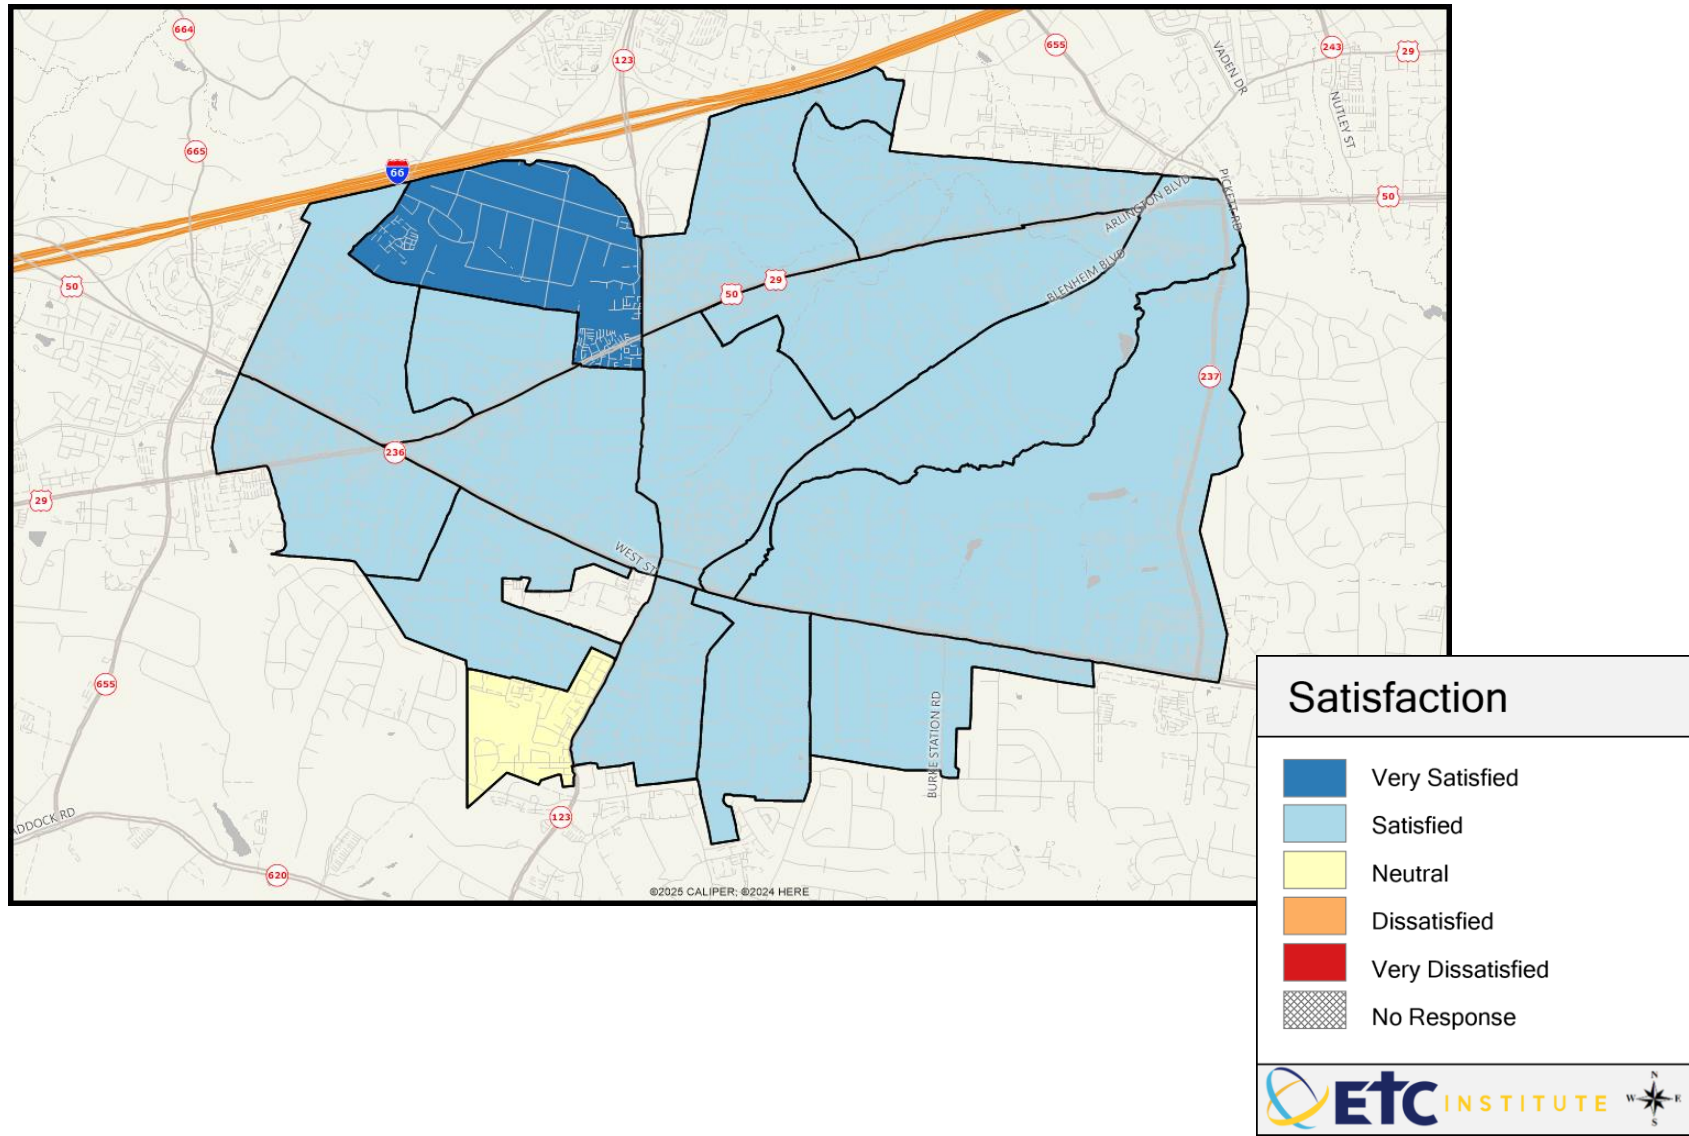 664
123
655
243
29
VADEN DR
NUTLEY ST
665
66
PICKETT RD
50
ARLINGTON BLVD
50
29
50
BLENHEIM BLVD
237
236
29
WEST ST
655
BURKE STATION RD
ADDOCK RD
123
620
©2025 CALIPER; ©2024 HERE
Satisfaction
Very Satisfied
Satisfied
Neutral
Dissatisfied
Very Dissatisfied
No Response
ETC INSTITUTE
N
W E
S